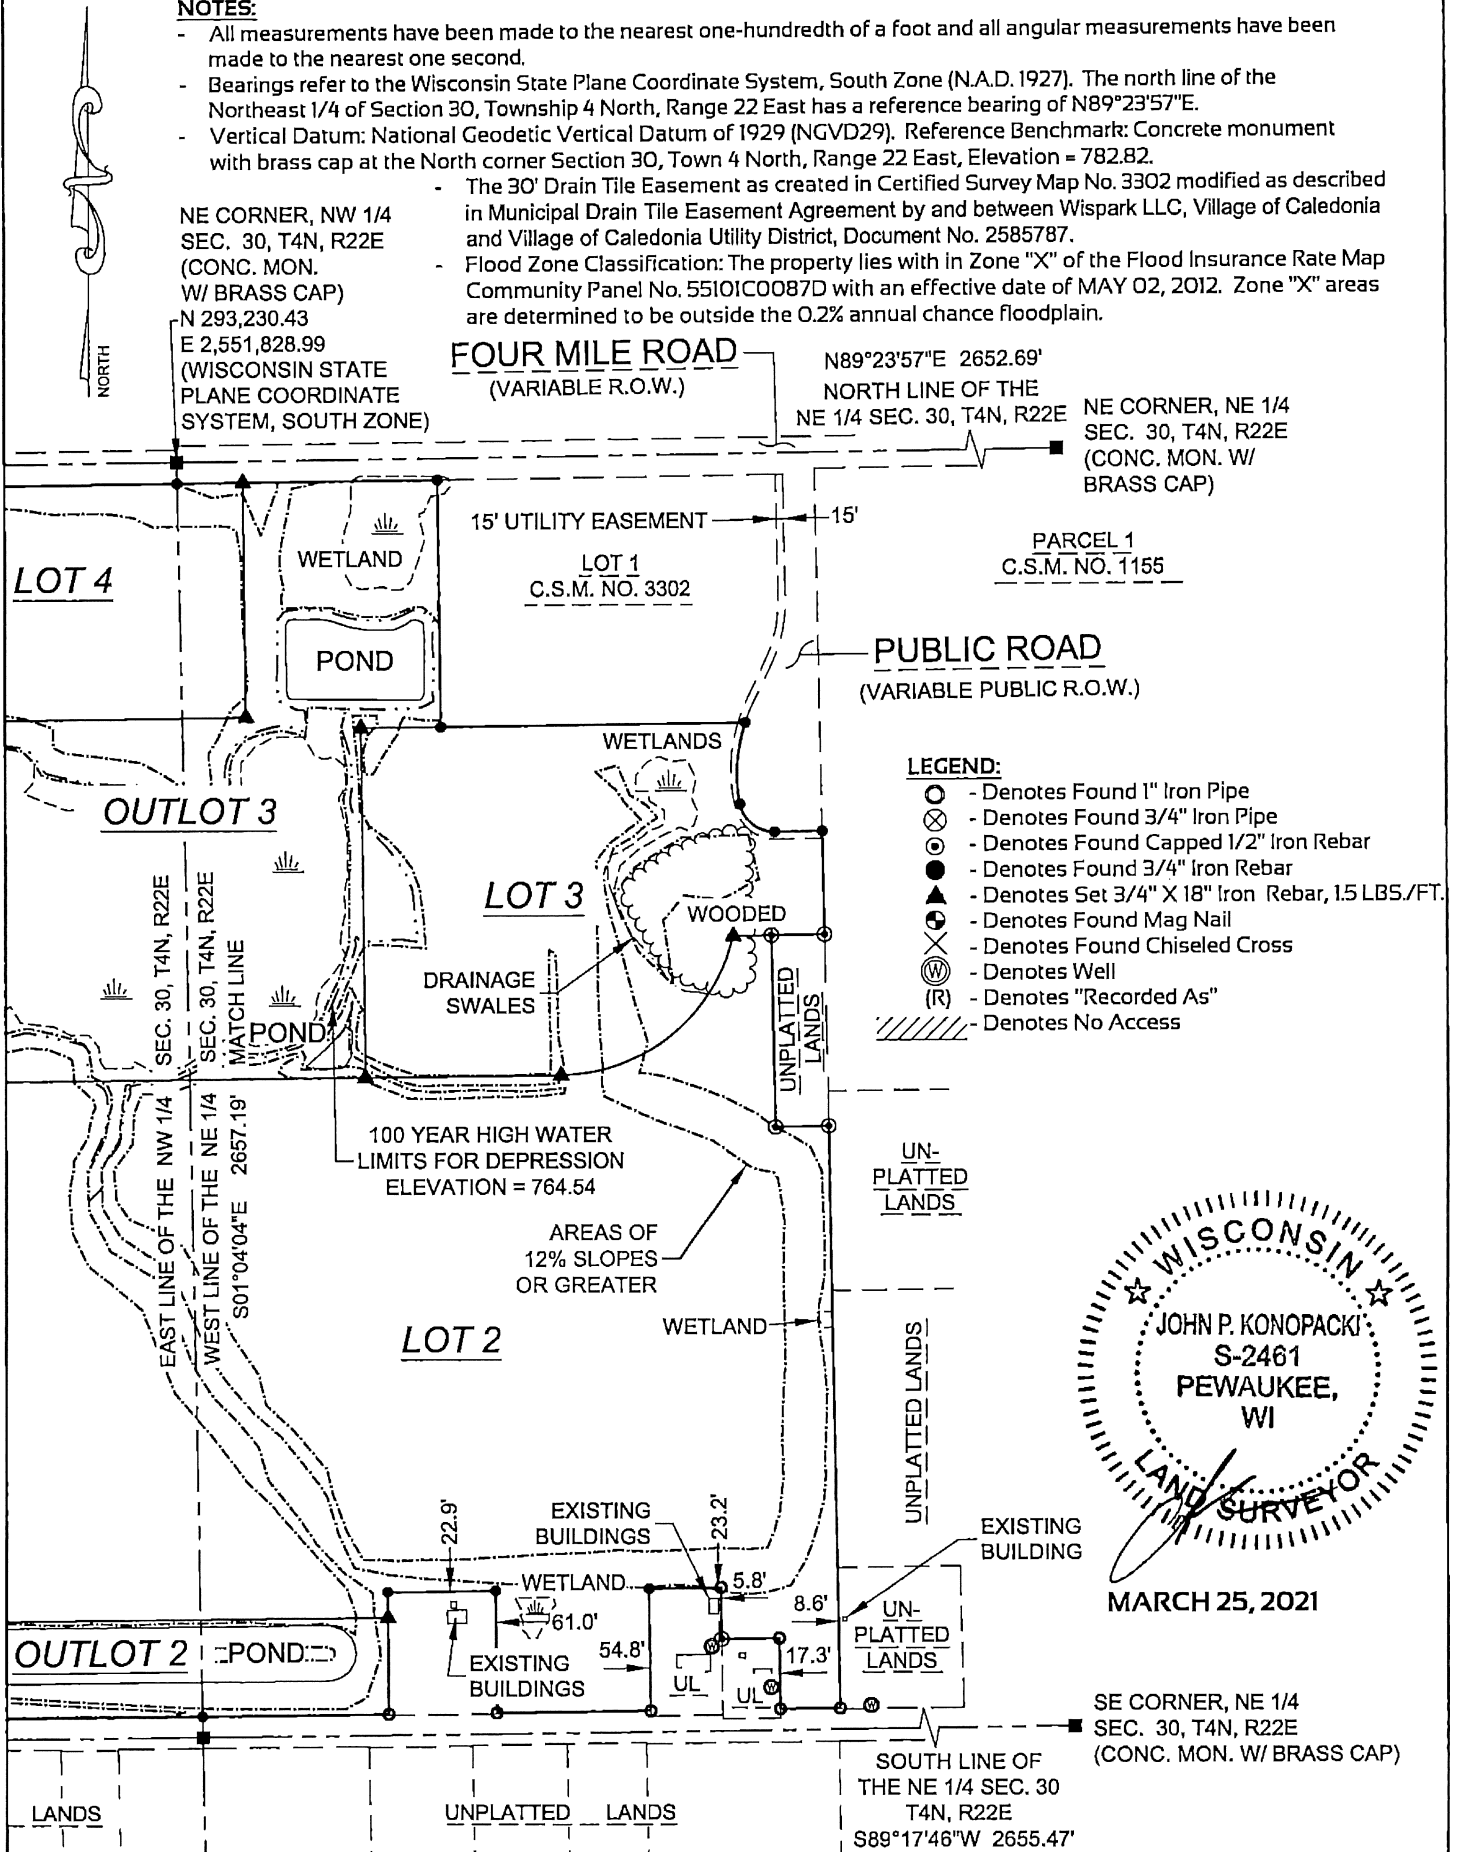 NOTES:
- All measurements have been made to the nearest one-hundredth of a foot and all angular measurements have been
made to the nearest one second.
- Bearings refer to the Wisconsin State Plane Coordinate System, South Zone (N.A.D. 1927). The north line of the
Northeast 1/4 of Section 30, Township 4 North, Range 22 East has a reference bearing of N89°23'57"E.
- Vertical Datum: National Geodetic Vertical Datum of 1929 (NGVD29). Reference Benchmark: Concrete monument
with brass cap at the North corner Section 30, Town 4 North, Range 22 East, Elevation = 782.82.
- The 30' Drain Tile Easement as created in Certified Survey Map No. 3302 modified as described
in Municipal Drain Tile Easement Agreement by and between Wispark LLC, Village of Caledonia
and Village of Caledonia Utility District, Document No. 2585787.
- Flood Zone Classification: The property lies with in Zone "X" of the Flood Insurance Rate Map
Community Panel No. 55101C0087D with an effective date of MAY 02, 2012. Zone "X" areas
are determined to be outside the 0.2% annual chance floodplain.
NORTH
NE CORNER, NW 1/4
SEC. 30, T4N, R22E
(CONC. MON.
W/ BRASS CAP)
N 293,230.43
E 2,551,828.99
(WISCONSIN STATE
PLANE COORDINATE
SYSTEM, SOUTH ZONE)
FOUR MILE ROAD
(VARIABLE R.O.W.)
N89°23'57"E 2652.69'
NORTH LINE OF THE
NE 1/4 SEC. 30, T4N, R22E
NE CORNER, NE 1/4
SEC. 30, T4N, R22E
(CONC. MON. W/
BRASS CAP)
15' UTILITY EASEMENT
15'
WETLAND
LOT 1
C.S.M. NO. 3302
PARCEL 1
C.S.M. NO. 1155
LOT 4
POND
PUBLIC ROAD
(VARIABLE PUBLIC R.O.W.)
WETLANDS
OUTLOT 3
LEGEND:
- Denotes Found 1" Iron Pipe
- Denotes Found 3/4" Iron Pipe
- Denotes Found Capped 1/2" Iron Rebar
- Denotes Found 3/4" Iron Rebar
- Denotes Set 3/4" X 18" Iron Rebar, 1.5 LBS./FT.
- Denotes Found Mag Nail
- Denotes Found Chiseled Cross
W - Denotes Well
(R) - Denotes "Recorded As"
- Denotes No Access
LOT 3
WOODED
DRAINAGE
SWALES
UNPLATTED
LANDS
POND
EAST LINE OF THE NW 1/4 SEC. 30, T4N, R22E
WEST LINE OF THE NE 1/4 SEC. 30, T4N, R22E
S01°04'04"E 2657.19' MATCH LINE
100 YEAR HIGH WATER
LIMITS FOR DEPRESSION
ELEVATION = 764.54
UN-
PLATTED
LANDS
AREAS OF
12% SLOPES
OR GREATER
LOT 2
WETLAND
UNPLATTED LANDS
WISCONSIN
JOHN P. KONOPACKI
S-2461
PEWAUKEE,
WI
LAND SURVEYOR
MARCH 25, 2021
22.9'
EXISTING
BUILDINGS
23.2'
EXISTING
BUILDING
WETLAND
5.8'
8.6'
61.0'
54.8'
17.3'
UN-
PLATTED
LANDS
OUTLOT 2
POND
EXISTING
BUILDINGS
UL
W
UL
W
W
SE CORNER, NE 1/4
SEC. 30, T4N, R22E
(CONC. MON. W/ BRASS CAP)
SOUTH LINE OF
THE NE 1/4 SEC. 30
T4N, R22E
S89°17'46"W 2655.47'
LANDS
UNPLATTED LANDS